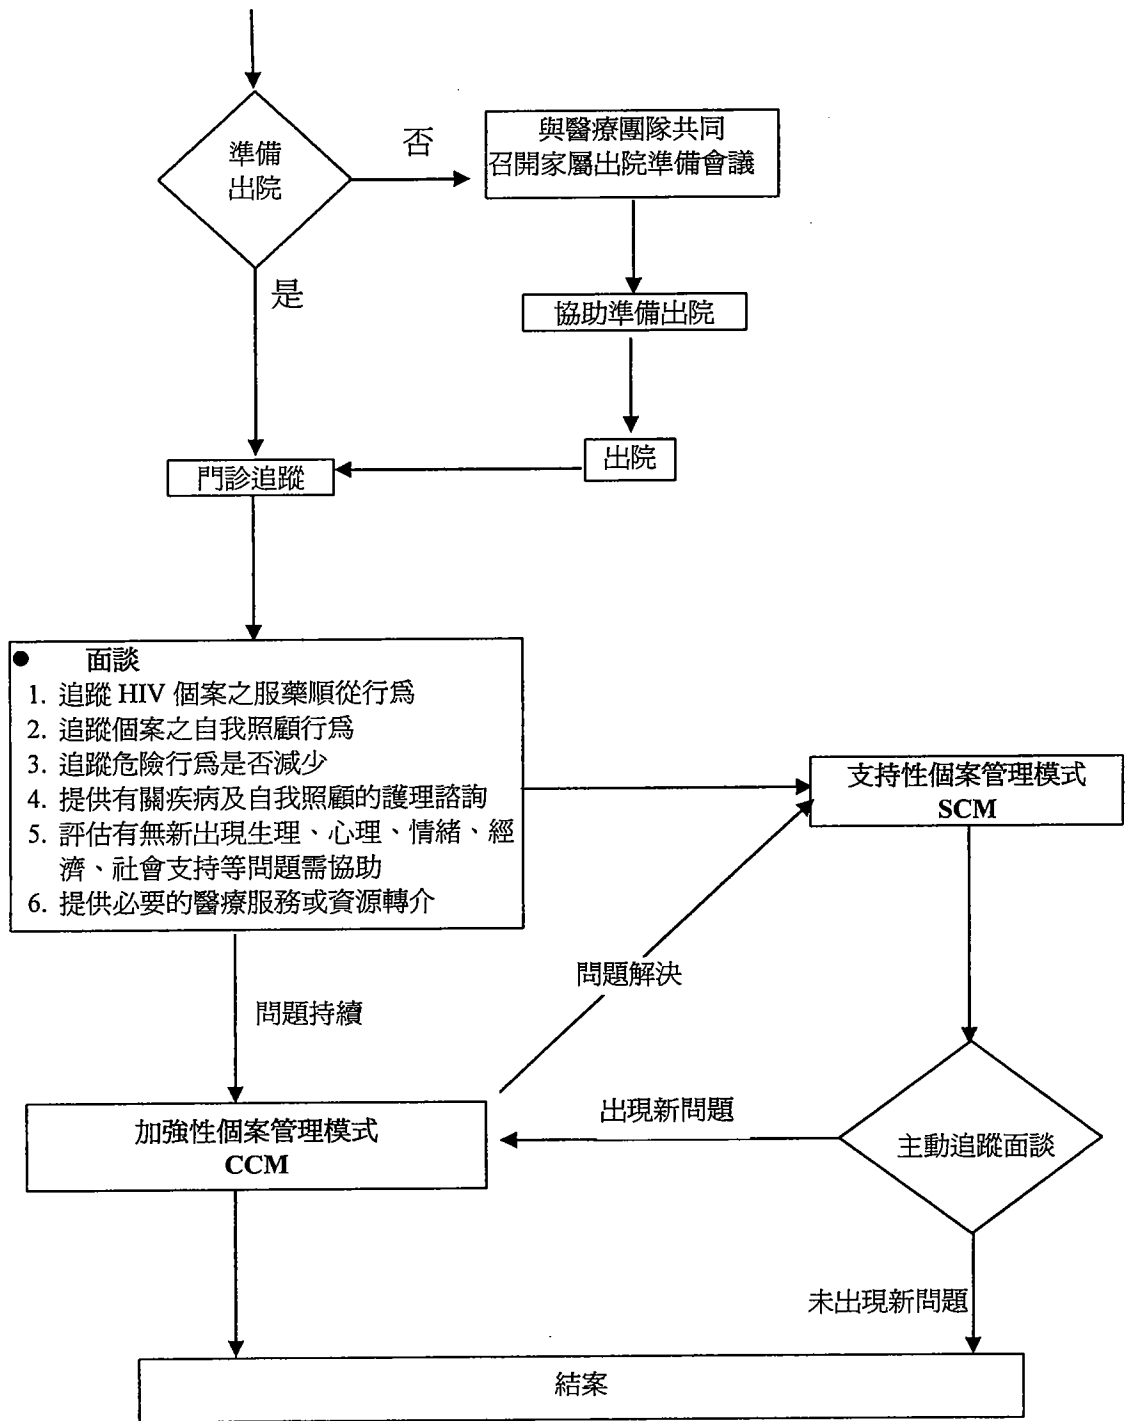 準備
出院
否
與醫療團隊共同
召開家屬出院準備會議
是
協助準備出院
出院
門診追蹤
● 面談
1. 追蹤 HIV 個案之服藥順從行為
2. 追蹤個案之自我照顧行為
3. 追蹤危險行為是否減少
4. 提供有關疾病及自我照顧的護理諮詢
5. 評估有無新出現生理、心理、情緒、經
濟、社會支持等問題需協助
6. 提供必要的醫療服務或資源轉介
支持性個案管理模式
SCM
問題解決
問題持續
出現新問題
加強性個案管理模式
CCM
主動追蹤面談
未出現新問題
結案